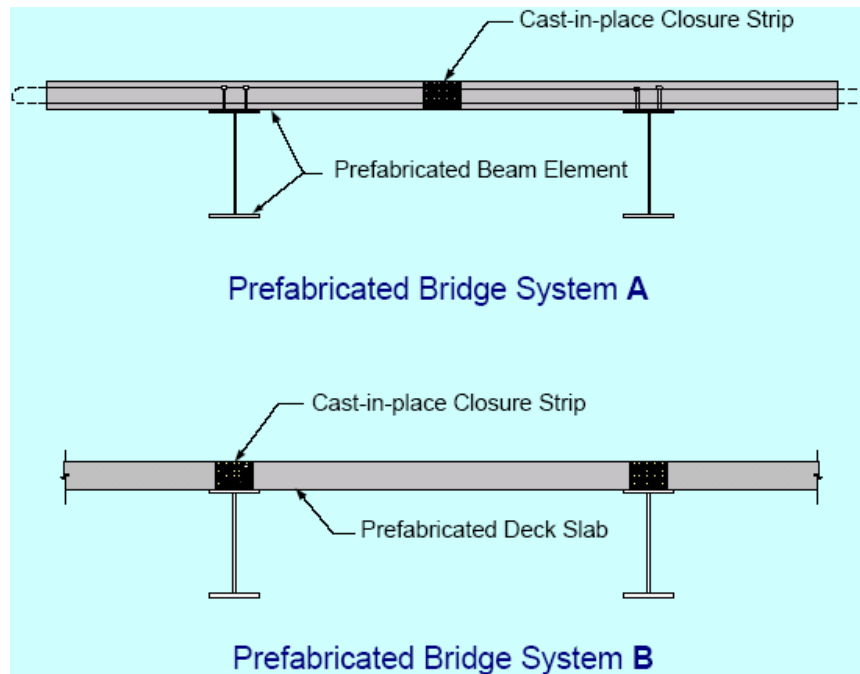 Cast-in-place Closure Strip
Prefabricated Beam Element
Prefabricated Bridge System A
Cast-in-place Closure Strip
Prefabricated Deck Slab
Prefabricated Bridge System B